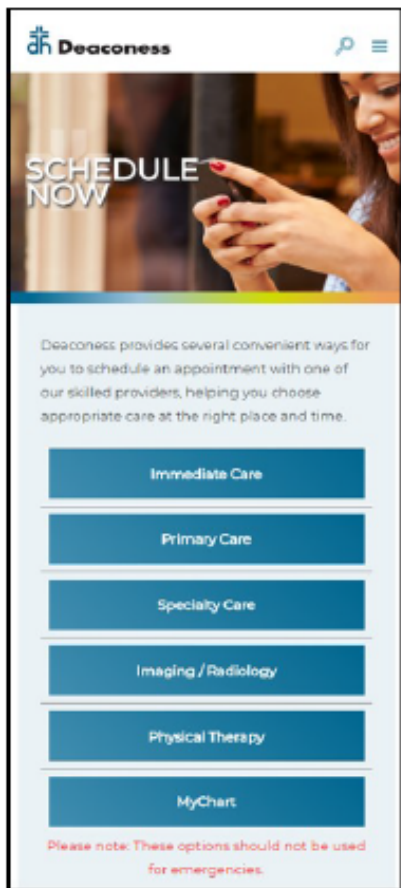 dh Deaconess
SCHEDULE
NOW
Deaconess provides several convenient ways for
you to schedule an appointment with one of
our skilled providers, helping you choose
appropriate care at the right place and time.
Immediate Care
Primary Care
Specialty Care
Imaging / Radiology
Physical Therapy
MyChart
Please note: These options should not be used
for emergencies.